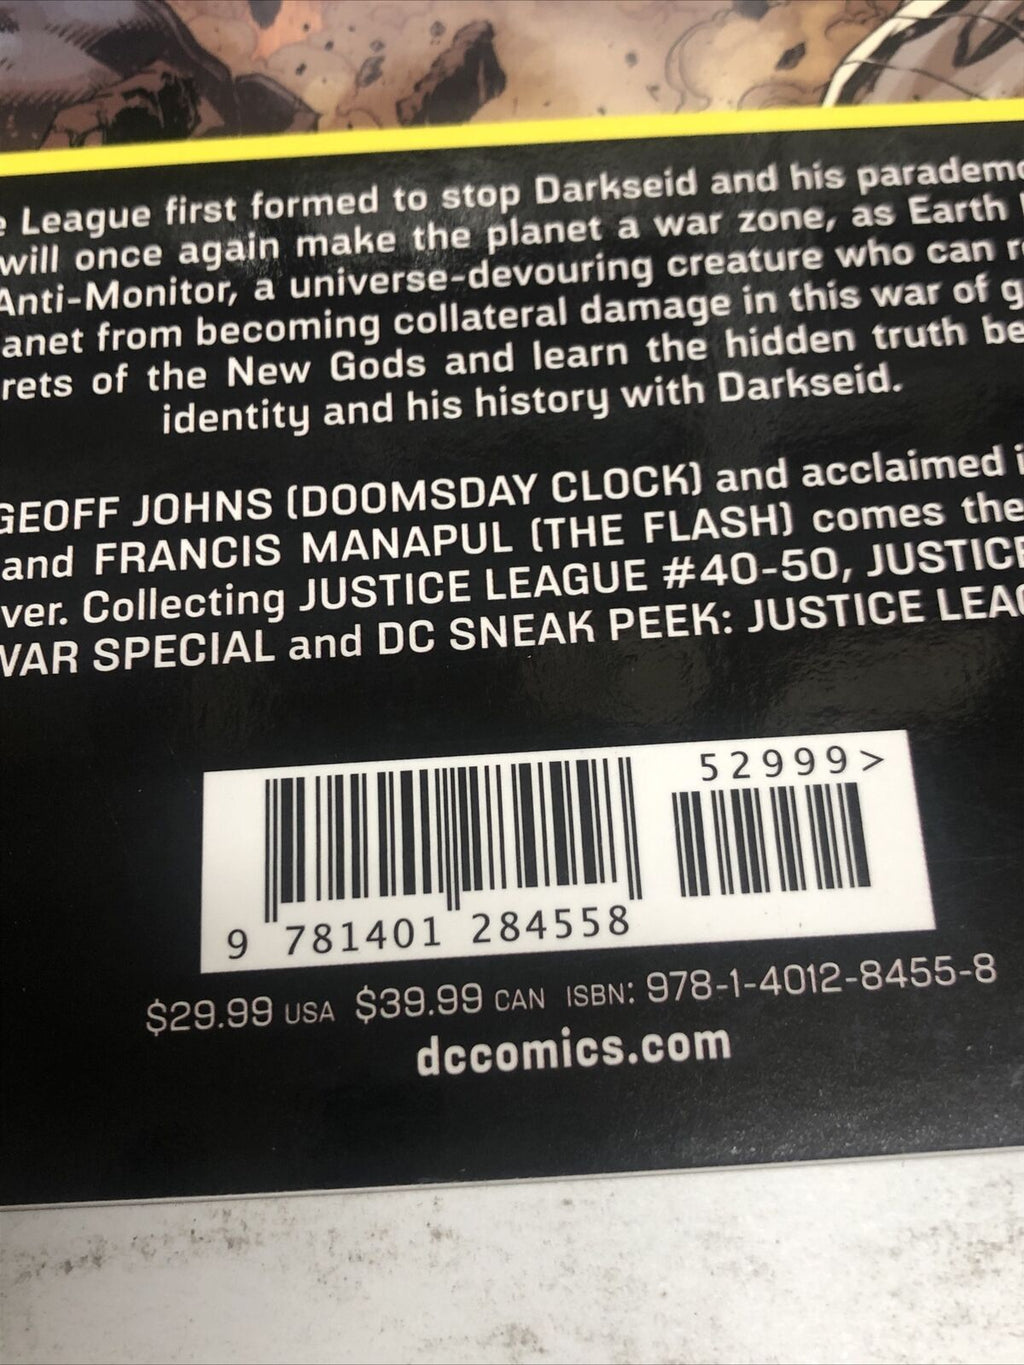 League first formed to stop Darkseid and his parademo
will once again make the planet a war zone, as Earth
Anti-Monitor, a universe-devouring creature who can r
anet from becoming collateral damage in this war of g
rets of the New Gods and learn the hidden truth be
identity and his history with Darkseid.
GEOFF JOHNS (DOOMSDAY CLOCK) and acclaimed i
and FRANCIS MANAPUL (THE FLASH) comes the
ver. Collecting JUSTICE LEAGUE #40-50, JUSTICE
WAR SPECIAL and DC SNEAK PEEK: JUSTICE LEAG
52999>
9 781401 284558
$29.99 USA $39.99 CAN ISBN: 978-1-4012-8455-8
dccomics.com